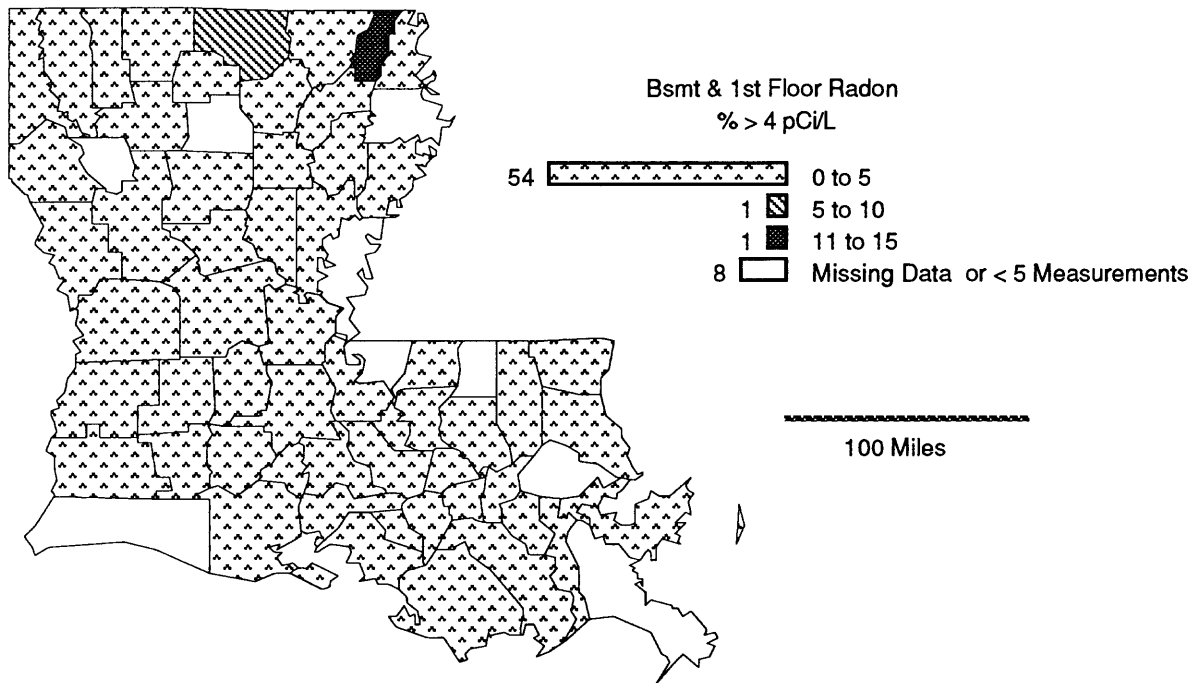 Bsmt & 1st Floor Radon
% > 4 pCi/L
54 0 to 5
1 5 to 10
1 11 to 15
8 Missing Data or < 5 Measurements
100 Miles